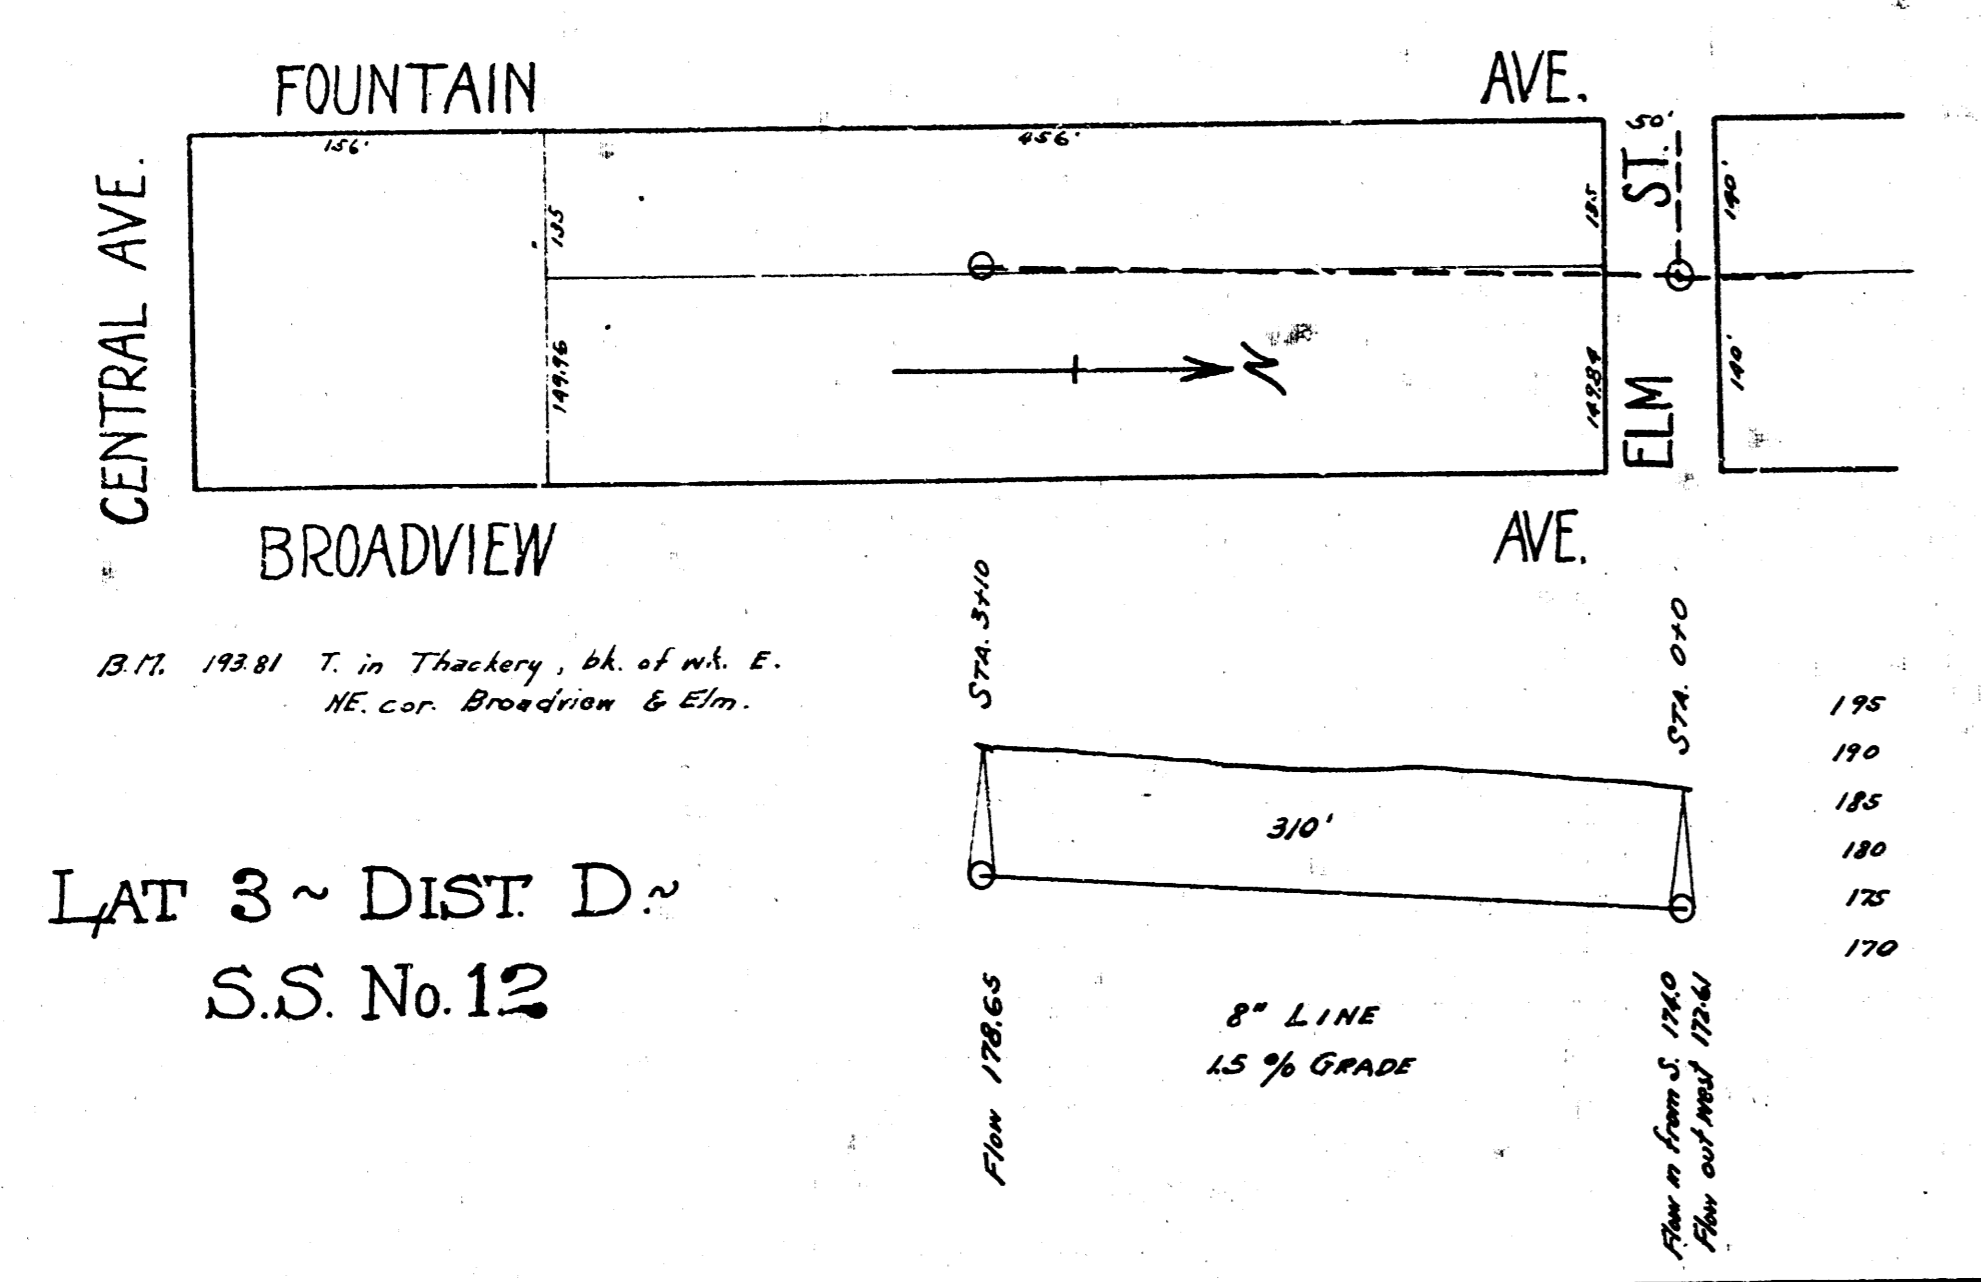 FOUNTAIN AVE.
156' 456' 50'
CENTRAL AVE.
135 135 ST. 140'
N
149.96 149.84 ELM 140'
BROADVIEW AVE.
STA. 3+10 STA. 0+0
B.M. 193.81 T. in Thackery, bk. of wk. E.
NE. cor. Broadview & Elm.
195
190
185
180
175
170
310'
LAT 3 ~ DIST. D. ~
S.S. No. 12
Flow 178.65
8" LINE
1.5 % GRADE
Flow in from S. 174.0
Flow out West 172.61